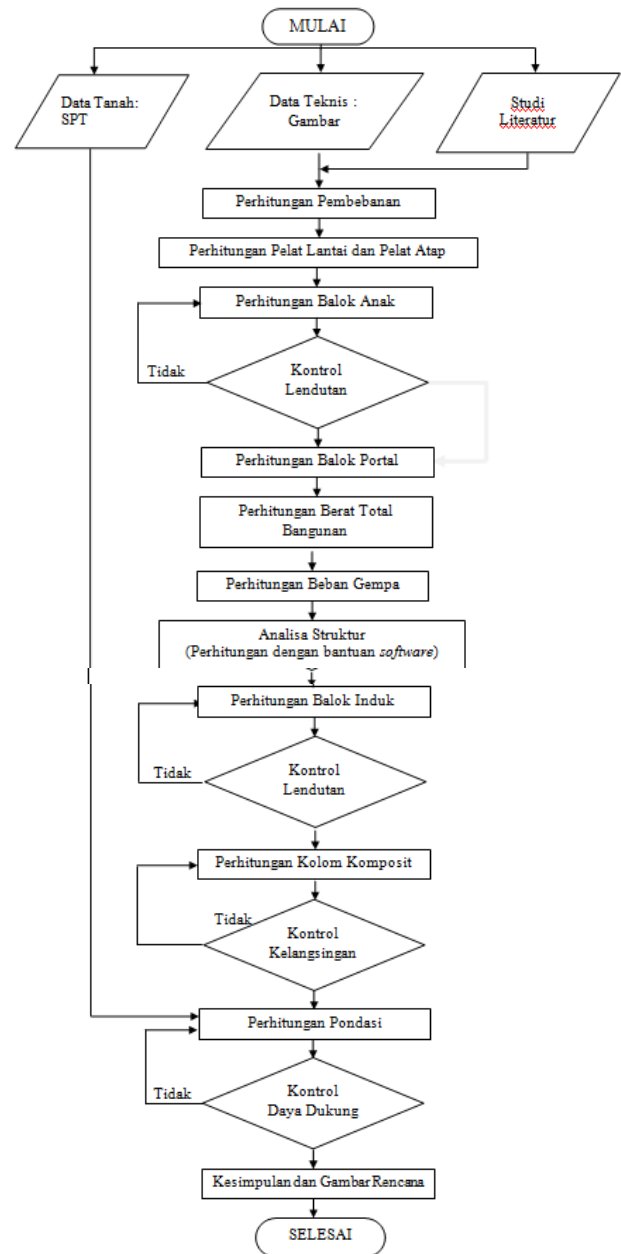 MULAI
Data Tanah:
SPT
Data Teknis :
Gambar
Studi
Literatur
Perhitungan Pembebanan
Perhitungan Pelat Lantai dan Pelat Atap
Perhitungan Balok Anak
Tidak
Kontrol
Lendutan
Perhitungan Balok Portal
Perhitungan Berat Total
Bangunan
Perhitungan Beban Gempa
Analisa Struktur
(Perhitungan dengan bantuan software)
Perhitungan Balok Induk
Tidak
Kontrol
Lendutan
Perhitungan Kolom Komposit
Tidak
Kontrol
Kelangsingan
Perhitungan Pondasi
Tidak
Kontrol
Daya Dukung
Kesimpulan dan Gambar Rencana
SELESAI